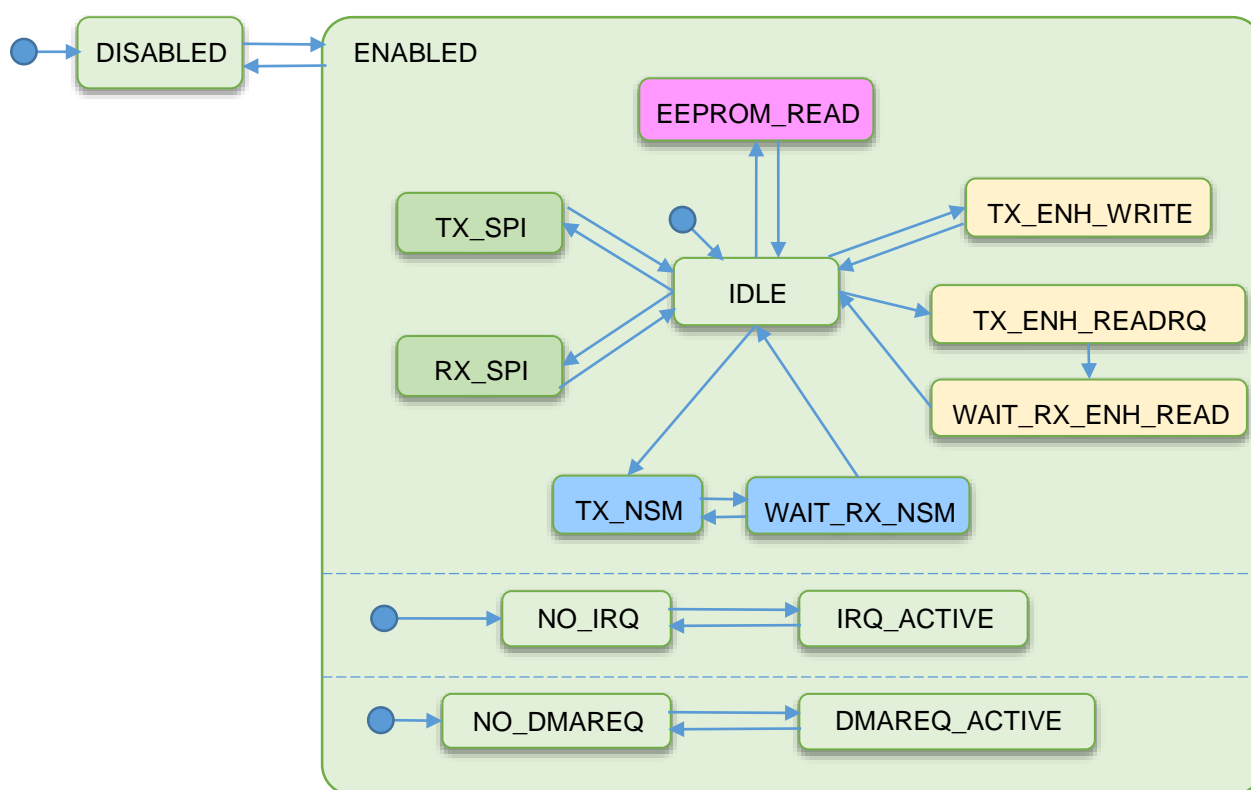 DISABLED
ENABLED
EEPROM_READ
TX_SPI
TX_ENH_WRITE
IDLE
TX_ENH_READRQ
RX_SPI
WAIT_RX_ENH_READ
TX_NSM
WAIT_RX_NSM
NO_IRQ
IRQ_ACTIVE
NO_DMAREQ
DMAREQ_ACTIVE